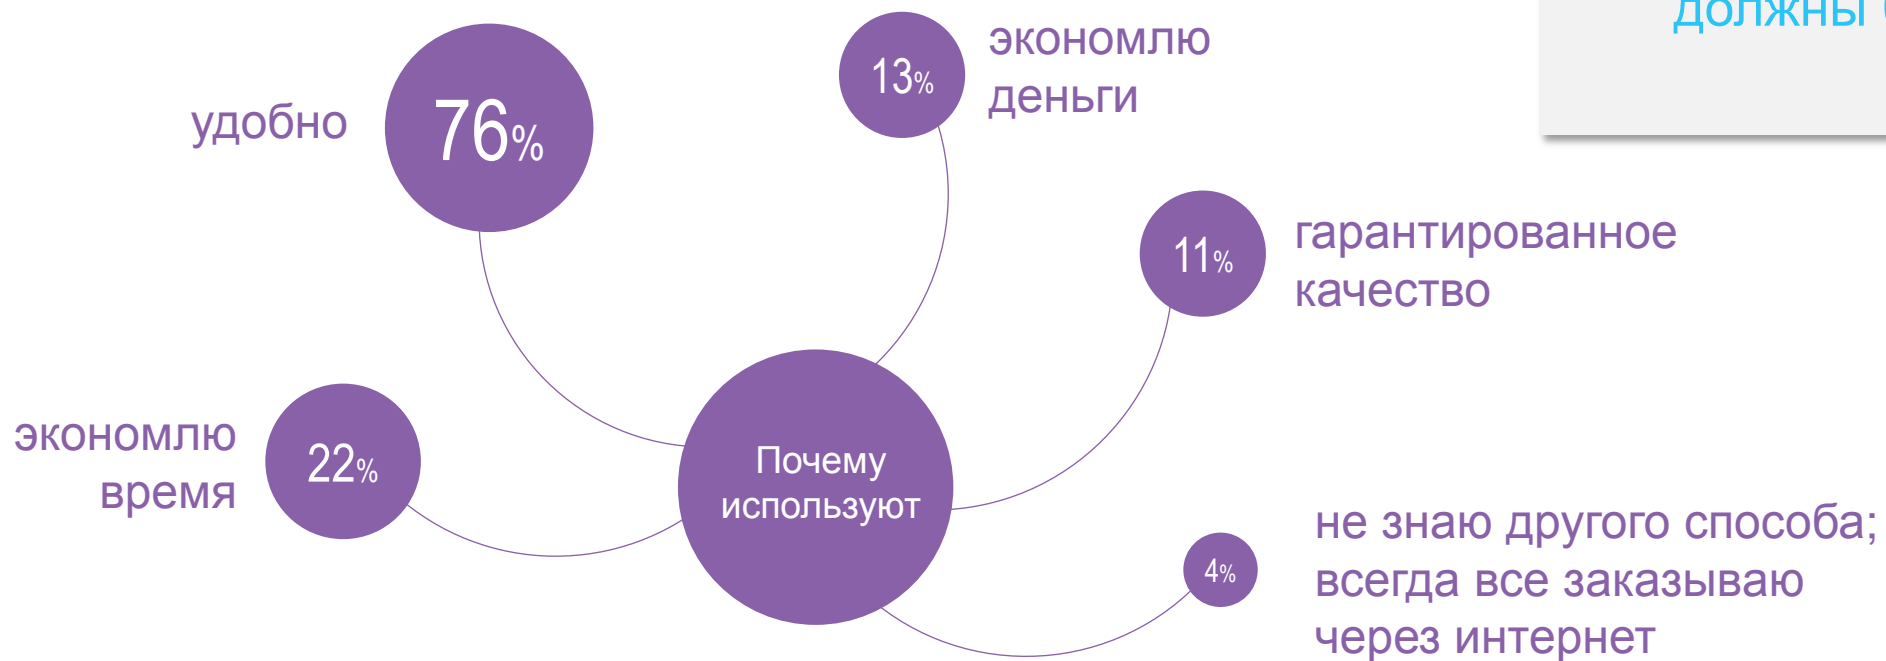 должны
удобно
76%
13%
экономлю
деньги
11%
гарантированное
качество
экономлю
время
22%
Почему
используют
4%
не знаю другого способа;
всегда все заказываю
через интернет